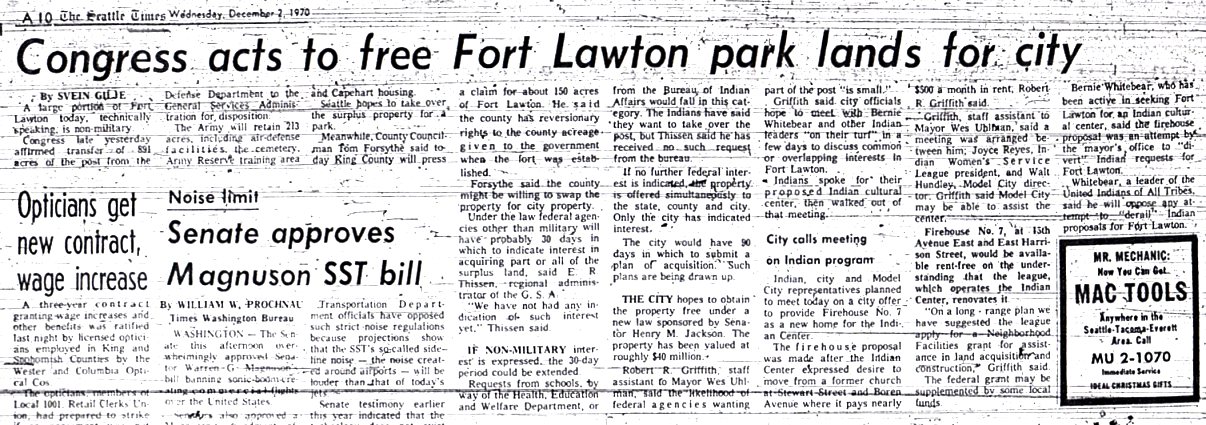 A 10 The Seattle Times Wednesday, December 2, 1970
Congress acts to free Fort Lawton park lands for city
By SVEIN GILJE
A large portion of Fort
Lawton today, technically
speaking, is non-military.
Congress late yesterday
affirmed transfer of 551
acres of the post from the
Defense Department to the
General Services Adminis-
tration for disposition.
The Army will retain 213
acres, including air-defense
facilities, the cemetery,
Army Reserve training area
and Capehart housing.
Seattle hopes to take over
the surplus property for a
park.
Meanwhile, County Council-
man Tom Forsythe said to-
day King County will press
a claim for about 150 acres
of Fort Lawton. He said
the county has reversionary
rights to the county acreage
given to the government
when the fort was estab-
lished.
Forsythe said the county
might be willing to swap the
property for city property.
Under the law federal agen-
cies other than military will
have probably 30 days in
which to indicate interest in
acquiring part or all of the
surplus land, said E. R.
Thissen, regional adminis-
trator of the G. S. A.
"We have not had any in-
dication of such interest
yet," Thissen said.
IF NON-MILITARY inter-
est is expressed, the 30-day
period could be extended.
Requests from schools, by
way of the Health, Education
and Welfare Department, or
from the Bureau of Indian
Affairs would fall in this cat-
egory. The Indians have said
they want to take over the
post, but Thissen said he has
received no such request
from the bureau.
If no further federal inter-
est is indicated, the property
is offered simultaneously to
the state, county and city.
Only the city has indicated
interest.
The city would have 90
days in which to submit a
plan of acquisition. Such
plans are being drawn up.
THE CITY hopes to obtain
the property free under a
new law sponsored by Sena-
tor Henry M. Jackson. The
property has been valued at
roughly $40 million.
Robert R. Griffith, staff
assistant to Mayor Wes Uhl-
man, said the likelihood of
federal agencies wanting
part of the post "is small."
Griffith said city officials
hope to meet with Bernie
Whitebear and other Indian
leaders "on their turf" in a
few days to discuss common
or overlapping interests in
Fort Lawton.
Indians spoke for their
proposed Indian cultural
center, then walked out of
that meeting.
City calls meeting
on Indian program
Indian, city and Model
City representatives planned
to meet today on a city offer
to provide Firehouse No. 7
as a new home for the Indi-
an Center.
The firehouse proposal
was made after the Indian
Center expressed desire to
move from a former church
at Stewart Street and Boren
Avenue where it pays nearly
$500 a month in rent, Robert
R. Griffith said.
Griffith, staff assistant to
Mayor Wes Uhlman, said a
meeting was arranged be-
tween him; Joyce Reyes, In-
dian Women's Service
League president, and Walt
Hundley, Model City direc-
tor. Griffith said Model City
may be able to assist the
center.
Firehouse No. 7, at 15th
Avenue East and East Harri-
son Street, would be availa-
ble rent-free on the under-
standing that the league,
which operates the Indian
Center, renovates it.
"On a long-range plan we
have suggested the league
apply for a Neighborhood
Facilities grant for assist-
ance in land acquisition and
construction," Griffith said.
The federal grant may be
supplemented by some local
funds.
Bernie Whitebear, who has
been active in seeking Fort
Lawton for an Indian cultur-
al center, said the firehouse
proposal was an attempt by
the mayor's office to "di-
vert" Indian requests for
Fort Lawton.
Whitebear, a leader of the
United Indians of All Tribes,
said he will oppose any at-
tempt to "derail" Indian
proposals for Fort Lawton.
Opticians get
new contract,
wage increase
A three-year contract
granting wage increases and
other benefits was ratified
last night by licensed optici-
ans employed in King and
Snohomish Counties by the
Wester and Columbia Opti-
cal Cos
The opticians, members of
Local 1001, Retail Clerks Un-
ion, had prepared to strike
Noise limit
Senate approves
Magnuson SST bill
By WILLIAM W. PROCHNAU
Times Washington Bureau
WASHINGTON — The Sen-
ate this afternoon over-
whelmingly approved Sena-
tor Warren G. Magnuson's
bill banning sonic-boom cre-
ating commercial flights
over the United States.
Senate also approved a
Transportation Depart-
ment officials have opposed
such strict noise regulations
because projections show
that the SST's so-called side-
line noise — the noise creat-
ed around airports — will be
louder than that of today's
jets.
Senate testimony earlier
this year indicated that the
MR. MECHANIC:
Now You Can Get
MAC TOOLS
Anywhere in the
Seattle-Tacoma-Everett
Area. Call
MU 2-1070
Immediate Service
IDEAL CHRISTMAS GIFTS